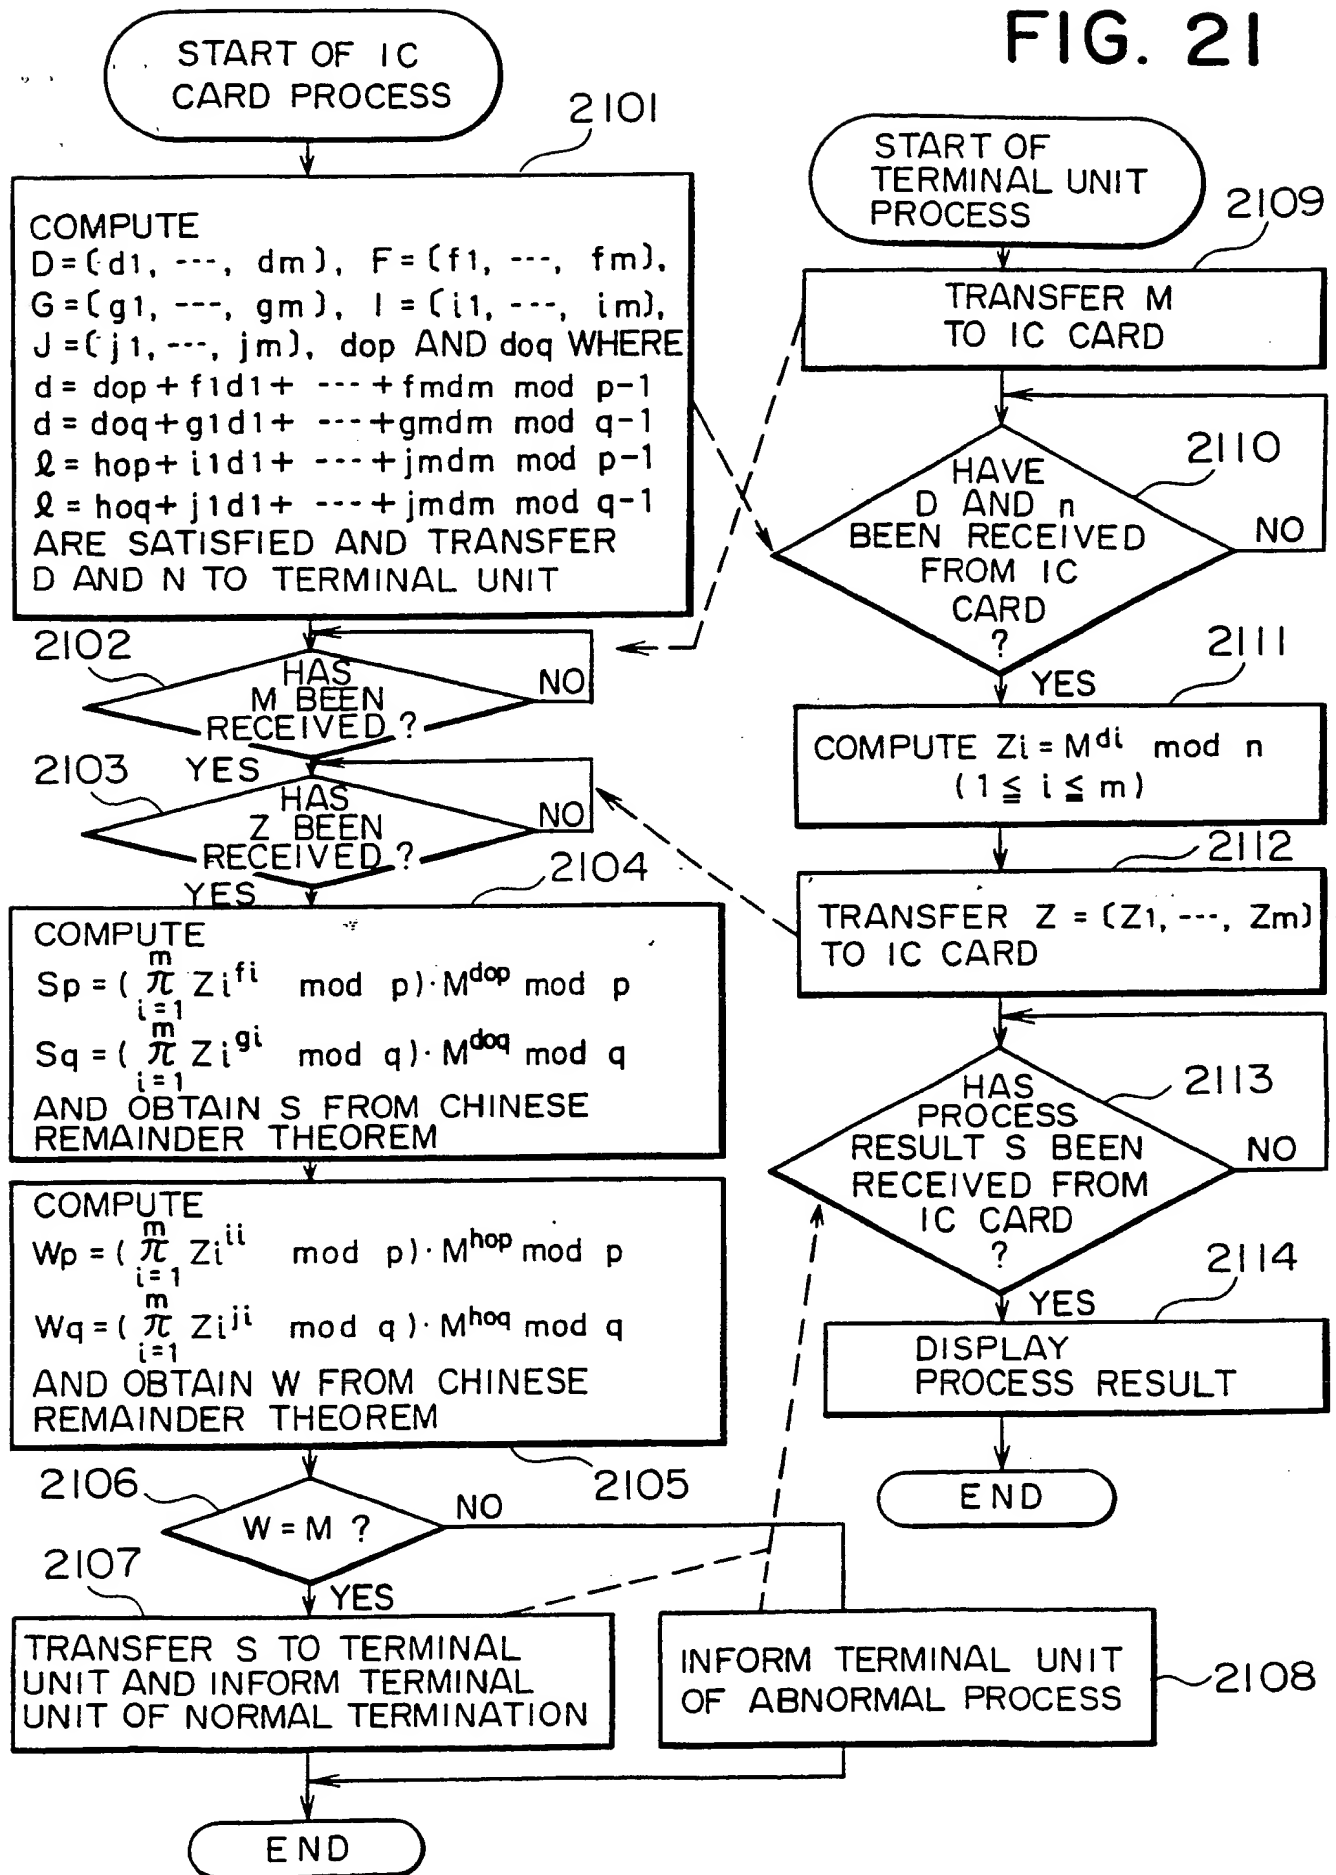 FIG. 21
START OF IC
CARD PROCESS
2101
COMPUTE
D=(d1, ---, dm), F=(f1, ---, fm),
G=(g1, ---, gm), I=(i1, ---, im),
J=(j1, ---, jm), dop AND doq WHERE
d = dop + f1d1+ ---+fmdm mod p-1
d = doq+g1d1+ ---+gmdm mod q-1
ℓ = hop+ i1d1+ ---+jmdm mod p-1
ℓ = hoq+ j1d1+ ---+jmdm mod q-1
ARE SATISFIED AND TRANSFER
D AND N TO TERMINAL UNIT
2102
HAS
M BEEN
RECEIVED ?
NO
YES
2103
HAS
Z BEEN
RECEIVED ?
NO
YES
2104
COMPUTE
m
Sp = ( π Zi^fi mod p)·M^dop mod p
i=1
m
Sq = ( π Zi^gi mod q)·M^doq mod q
i=1
AND OBTAIN S FROM CHINESE
REMAINDER THEOREM
COMPUTE
m
Wp = ( π Zi^ii mod p)·M^hop mod p
i=1
m
Wq = ( π Zi^ji mod q)·M^hoq mod q
i=1
AND OBTAIN W FROM CHINESE
REMAINDER THEOREM
2105
2106
W = M ?
NO
YES
2107
TRANSFER S TO TERMINAL
UNIT AND INFORM TERMINAL
UNIT OF NORMAL TERMINATION
INFORM TERMINAL UNIT
OF ABNORMAL PROCESS
2108
END
START OF
TERMINAL UNIT
PROCESS
2109
TRANSFER M
TO IC CARD
2110
HAVE
D AND n
BEEN RECEIVED
FROM IC
CARD
?
NO
YES
2111
COMPUTE Zi = M^di mod n
(1 ≦ i ≦ m)
2112
TRANSFER Z = (Z1, ---, Zm)
TO IC CARD
2113
HAS
PROCESS
RESULT S BEEN
RECEIVED FROM
IC CARD
?
NO
YES
2114
DISPLAY
PROCESS RESULT
END